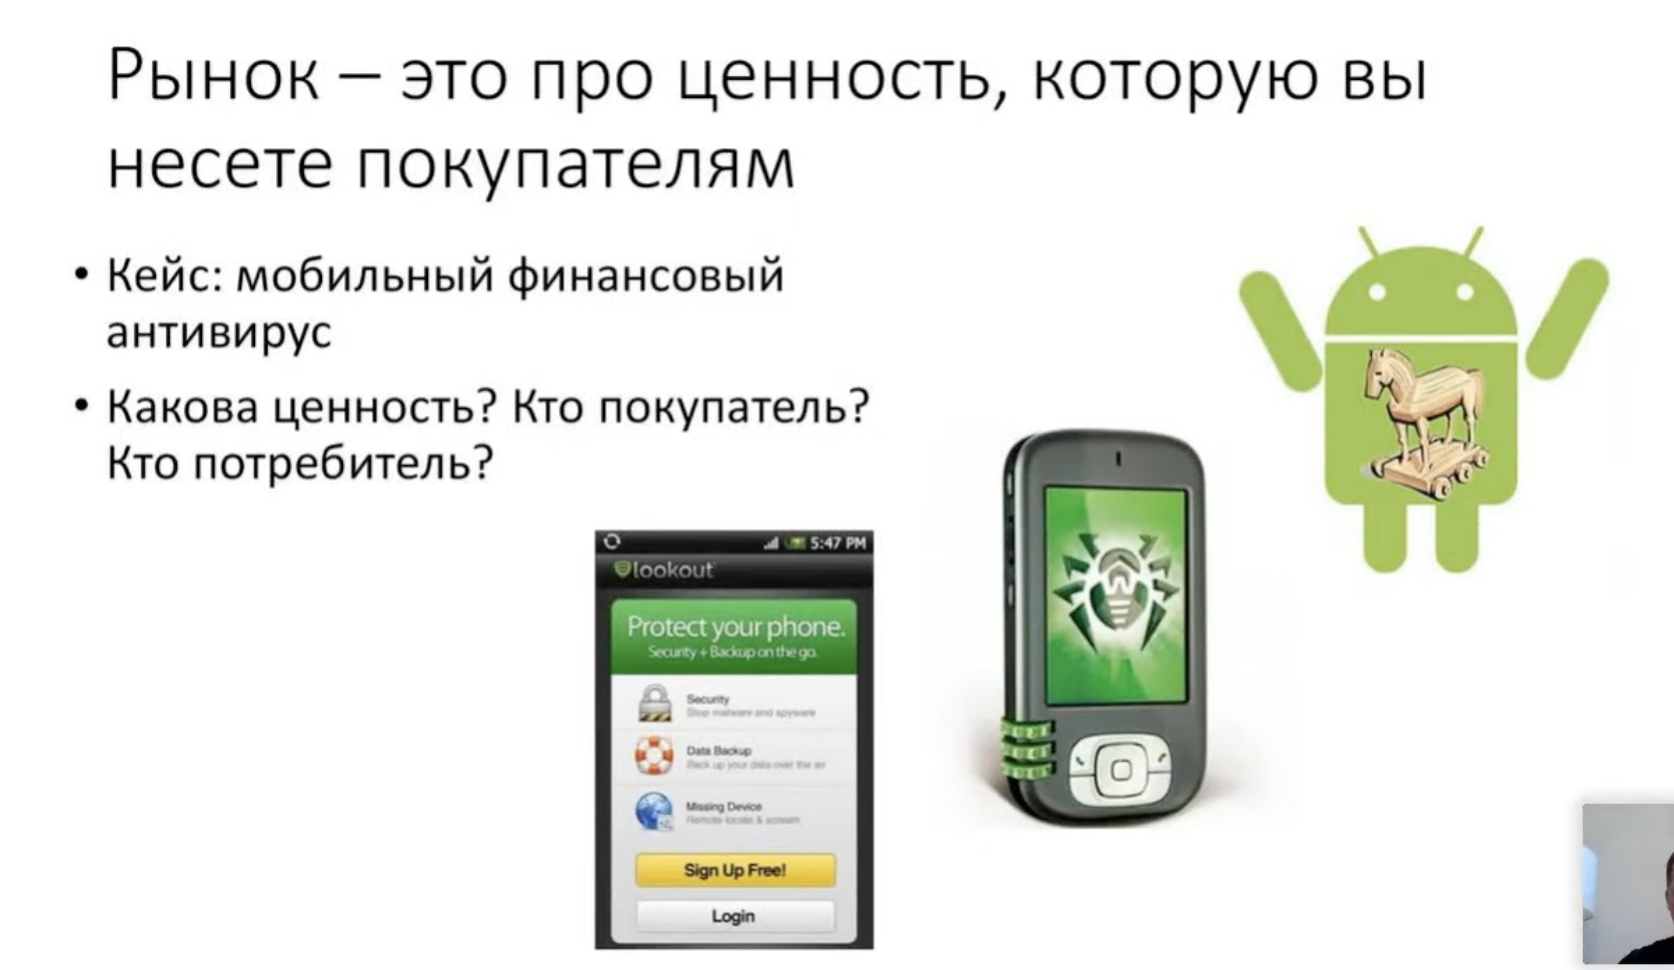 Рынок – это про ценность, которую вы
несете покупателям
• Кейс: мобильный финансовый
антивирус
• Какова ценность? Кто покупатель?
Кто потребитель?
5:47 PM
lookout
Protect your phone.
Security + Backup on the go.
Security
Stop malware and spyware
Data Backup
Back up your data over the air
Missing Device
Remote locate & scream
Sign Up Free!
Login